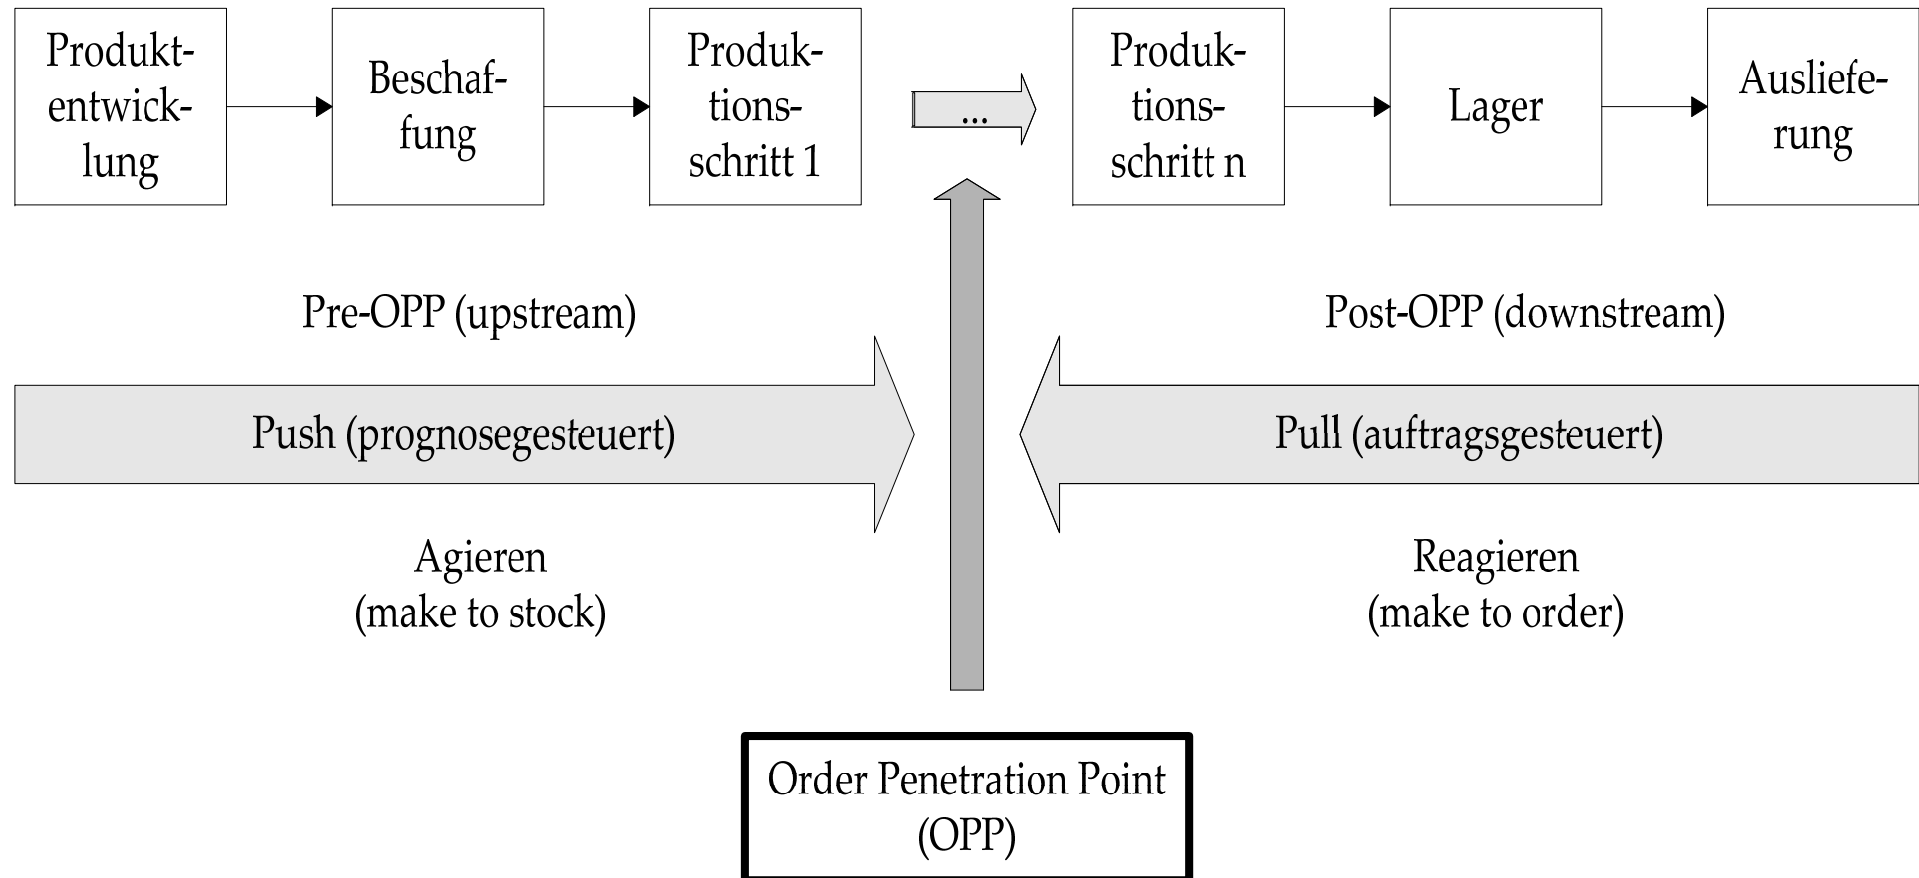 Produkt-
entwick-
lung
Beschaf-
fung
Produk-
tions-
schritt 1
...
Produk-
tions-
schritt n
Lager
Ausliefe-
rung
Pre-OPP (upstream)
Post-OPP (downstream)
Push (prognosegesteuert)
Pull (auftragsgesteuert)
Agieren
(make to stock)
Reagieren
(make to order)
Order Penetration Point
(OPP)